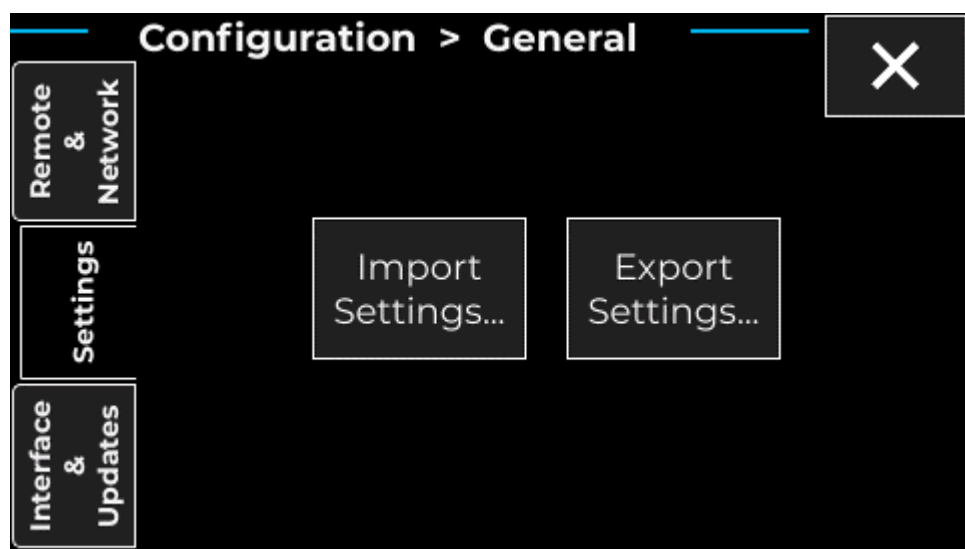 Configuration > General
Remote
&
Network
Settings
Interface
&
Updates
Import
Settings...
Export
Settings...